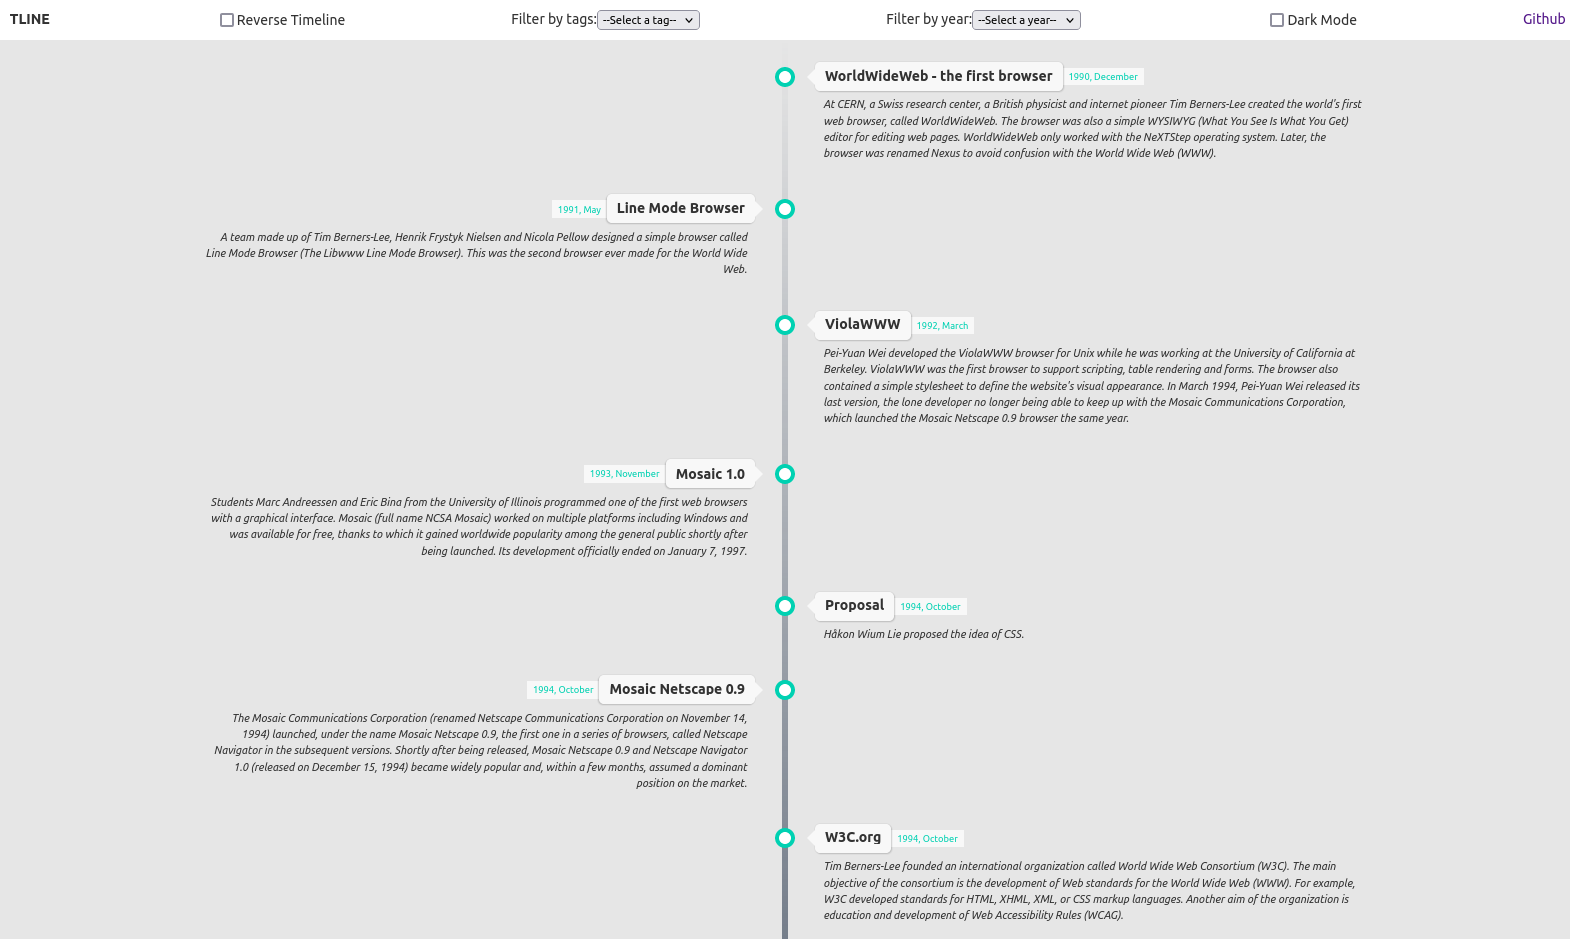 TLINE
Reverse Timeline
Filter by tags: --Select a tag--
Filter by year: --Select a year--
Dark Mode
Github
WorldWideWeb - the first browser
1990, December
At CERN, a Swiss research center, a British physicist and internet pioneer Tim Berners-Lee created the world's first
web browser, called WorldWideWeb. The browser was also a simple WYSIWYG (What You See Is What You Get)
editor for editing web pages. WorldWideWeb only worked with the NeXTStep operating system. Later, the
browser was renamed Nexus to avoid confusion with the World Wide Web (WWW).
1991, May
Line Mode Browser
A team made up of Tim Berners-Lee, Henrik Frystyk Nielsen and Nicola Pellow designed a simple browser called
Line Mode Browser (The Libwww Line Mode Browser). This was the second browser ever made for the World Wide
Web.
ViolaWWW
1992, March
Pei-Yuan Wei developed the ViolaWWW browser for Unix while he was working at the University of California at
Berkeley. ViolaWWW was the first browser to support scripting, table rendering and forms. The browser also
contained a simple stylesheet to define the website's visual appearance. In March 1994, Pei-Yuan Wei released its
last version, the lone developer no longer being able to keep up with the Mosaic Communications Corporation,
which launched the Mosaic Netscape 0.9 browser the same year.
1993, November
Mosaic 1.0
Students Marc Andreessen and Eric Bina from the University of Illinois programmed one of the first web browsers
with a graphical interface. Mosaic (full name NCSA Mosaic) worked on multiple platforms including Windows and
was available for free, thanks to which it gained worldwide popularity among the general public shortly after
being launched. Its development officially ended on January 7, 1997.
Proposal
1994, October
Håkon Wium Lie proposed the idea of CSS.
1994, October
Mosaic Netscape 0.9
The Mosaic Communications Corporation (renamed Netscape Communications Corporation on November 14,
1994) launched, under the name Mosaic Netscape 0.9, the first one in a series of browsers, called Netscape
Navigator in the subsequent versions. Shortly after being released, Mosaic Netscape 0.9 and Netscape Navigator
1.0 (released on December 15, 1994) became widely popular and, within a few months, assumed a dominant
position on the market.
W3C.org
1994, October
Tim Berners-Lee founded an international organization called World Wide Web Consortium (W3C). The main
objective of the consortium is the development of Web standards for the World Wide Web (WWW). For example,
W3C developed standards for HTML, XHML, XML, or CSS markup languages. Another aim of the organization is
education and development of Web Accessibility Rules (WCAG).